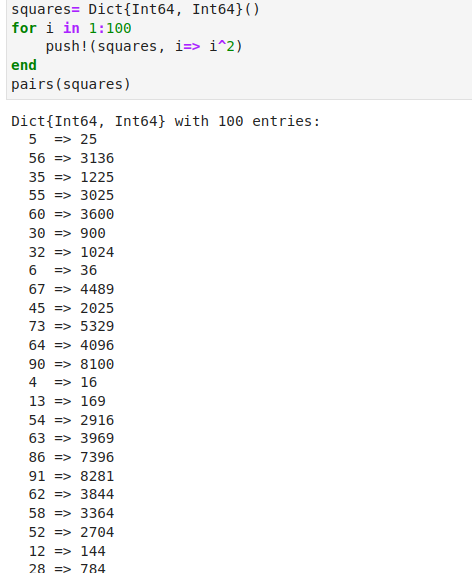 squares= Dict{Int64, Int64}()
for i in 1:100
    push!(squares, i=> i^2)
end
pairs(squares)
Dict{Int64, Int64} with 100 entries:
  5  => 25
  56 => 3136
  35 => 1225
  55 => 3025
  60 => 3600
  30 => 900
  32 => 1024
  6  => 36
  67 => 4489
  45 => 2025
  73 => 5329
  64 => 4096
  90 => 8100
  4  => 16
  13 => 169
  54 => 2916
  63 => 3969
  86 => 7396
  91 => 8281
  62 => 3844
  58 => 3364
  52 => 2704
  12 => 144
  28 => 784